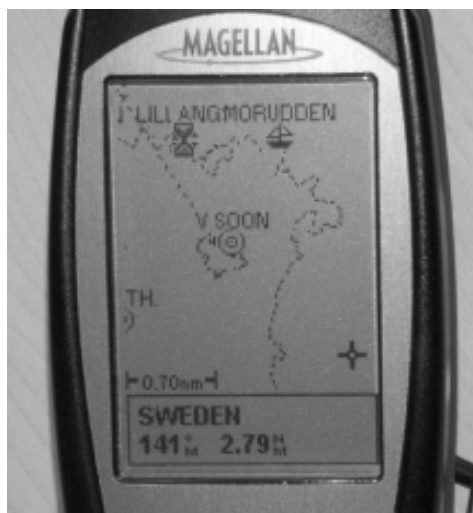 MAGELLAN
LILLANGMORUDDEN
V SOON
TH.
0.70nm
SWEDEN
141°M 2.79NM